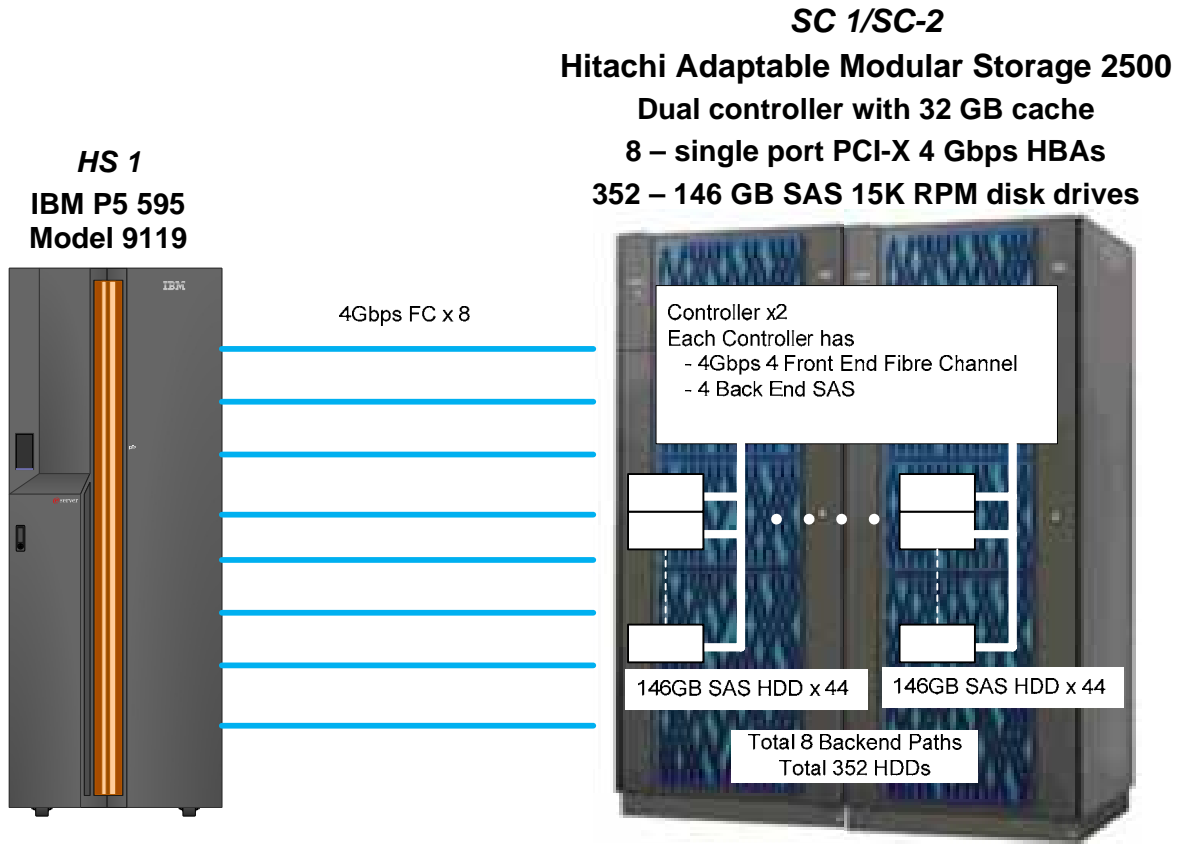 SC 1/SC-2
Hitachi Adaptable Modular Storage 2500
Dual controller with 32 GB cache
8 – single port PCI-X 4 Gbps HBAs
352 – 146 GB SAS 15K RPM disk drives
HS 1
IBM P5 595
Model 9119
IBM
4Gbps FC x 8
Controller x2
Each Controller has
- 4Gbps 4 Front End Fibre Channel
- 4 Back End SAS
146GB SAS HDD x 44
146GB SAS HDD x 44
Total 8 Backend Paths
Total 352 HDDs